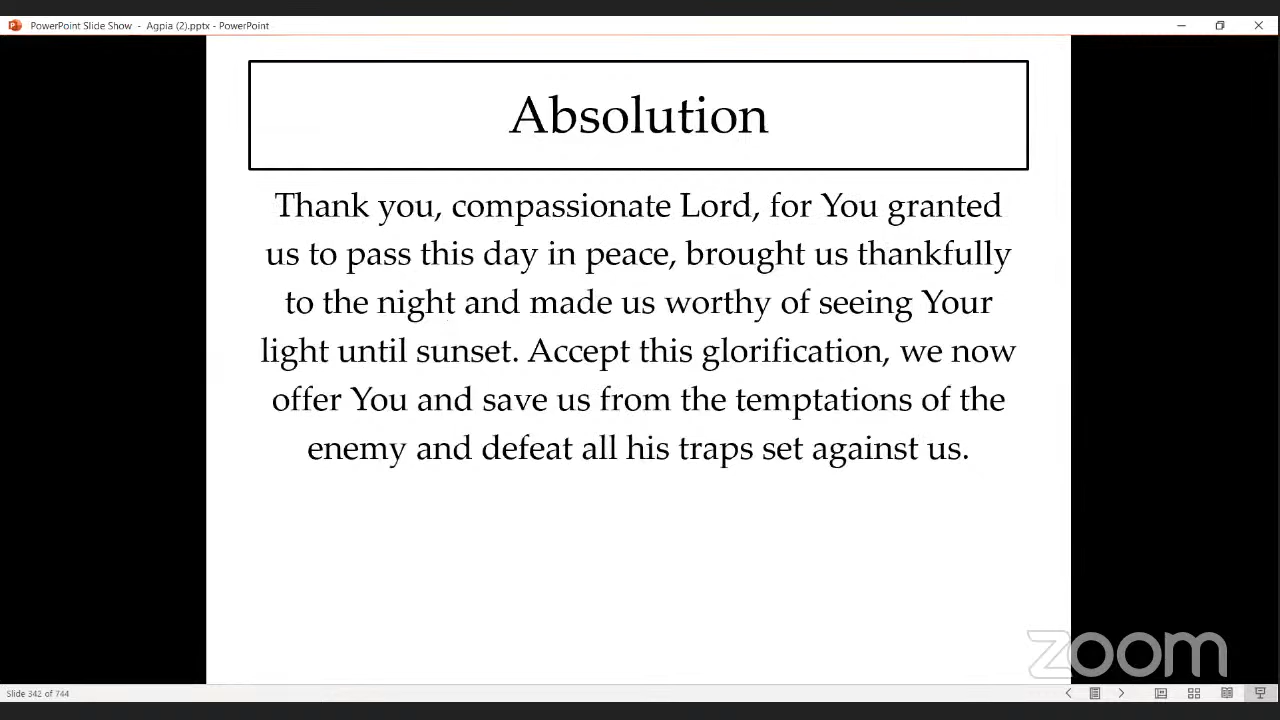 PowerPoint Slide Show - Agpia (2).pptx - PowerPoint
Absolution
Thank you, compassionate Lord, for You granted
us to pass this day in peace, brought us thankfully
to the night and made us worthy of seeing Your
light until sunset. Accept this glorification, we now
offer You and save us from the temptations of the
enemy and defeat all his traps set against us.
zoom
Slide 342 of 744